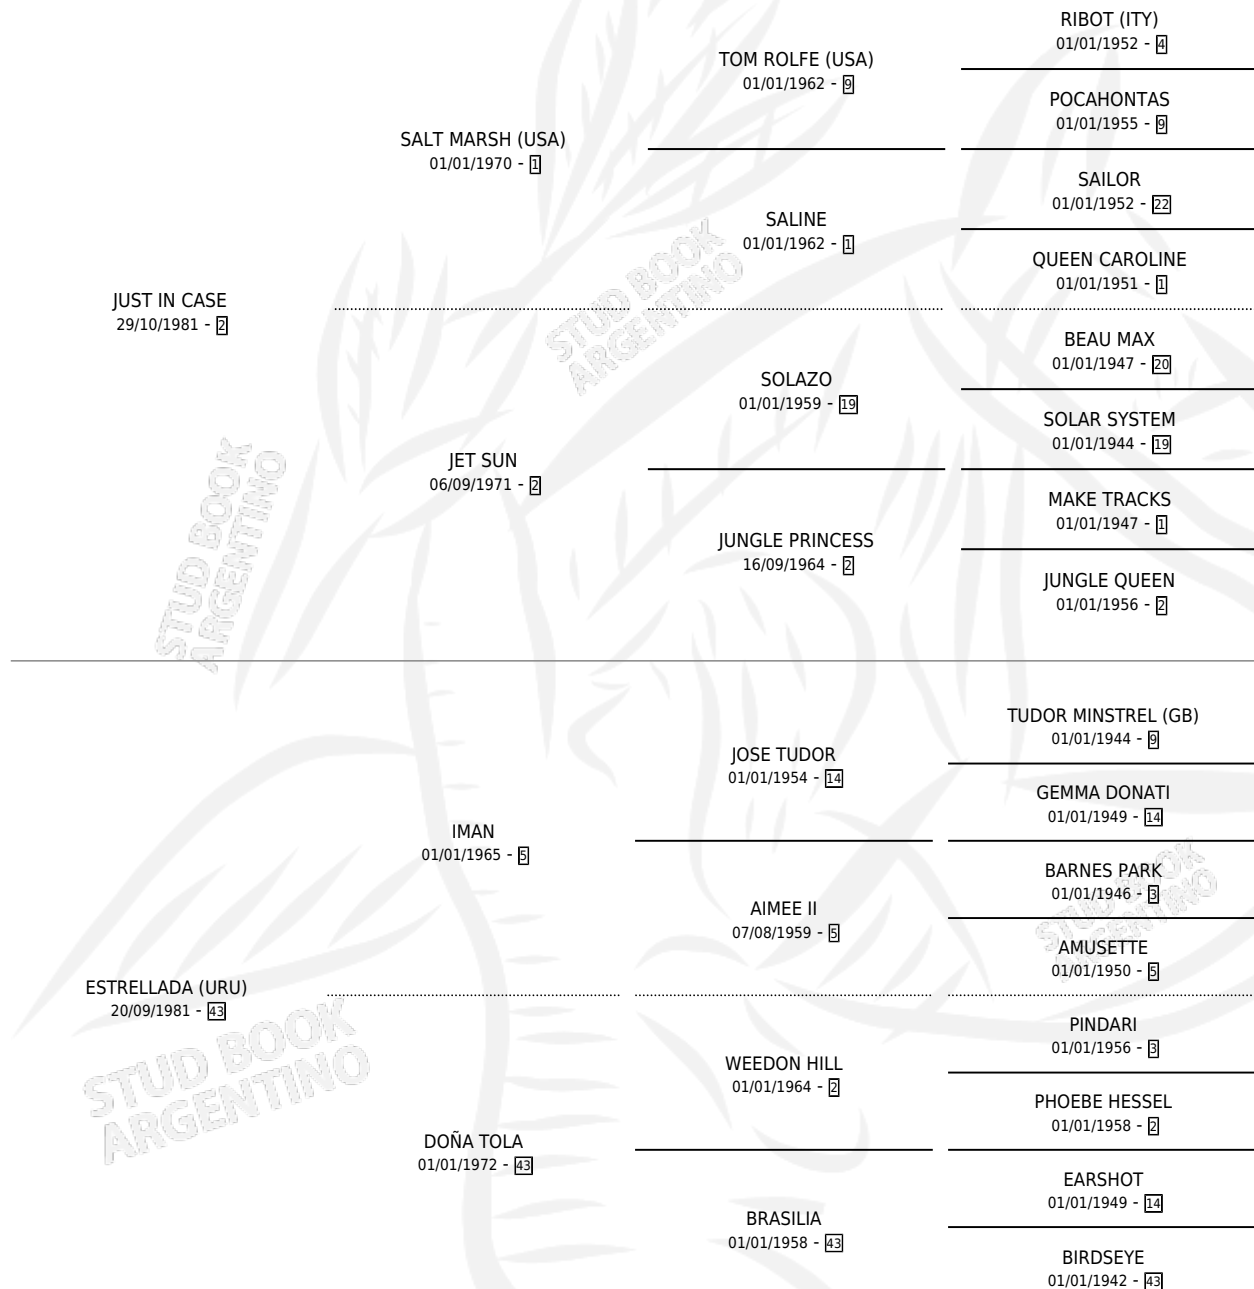 RIBOT (ITY)
01/01/1952 - 4
TOM ROLFE (USA)
01/01/1962 - 9
POCAHONTAS
01/01/1955 - 9
SALT MARSH (USA)
01/01/1970 - 1
SAILOR
01/01/1952 - 22
SALINE
01/01/1962 - 1
QUEEN CAROLINE
01/01/1951 - 1
STUD BOOK
ARGENTINO
JUST IN CASE
29/10/1981 - 2
BEAU MAX
01/01/1947 - 20
SOLAZO
01/01/1959 - 19
SOLAR SYSTEM
01/01/1944 - 19
JET SUN
06/09/1971 - 2
MAKE TRACKS
01/01/1947 - 1
JUNGLE PRINCESS
16/09/1964 - 2
JUNGLE QUEEN
01/01/1956 - 2
STUD BOOK
ARGENTINO
TUDOR MINSTREL (GB)
01/01/1944 - 9
JOSE TUDOR
01/01/1954 - 14
GEMMA DONATI
01/01/1949 - 14
IMAN
01/01/1965 - 5
BARNES PARK
01/01/1946 - 3
AIMEE II
07/08/1959 - 5
AMUSETTE
01/01/1950 - 5
STUD BOOK
ARGENTINO
ESTRELLADA (URU)
20/09/1981 - 43
PINDARI
01/01/1956 - 3
WEEDON HILL
01/01/1964 - 2
PHOEBE HESSEL
01/01/1958 - 2
STUD BOOK
ARGENTINO
DOÑA TOLA
01/01/1972 - 43
EARSHOT
01/01/1949 - 14
BRASILIA
01/01/1958 - 43
BIRDSEYE
01/01/1942 - 43